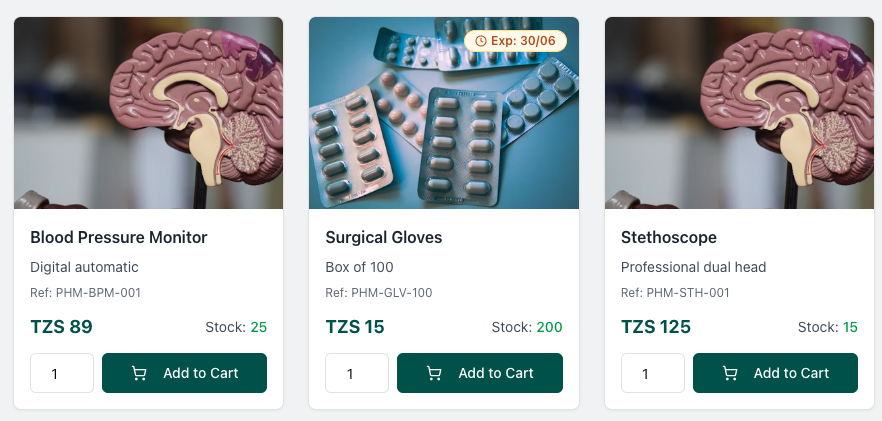 Exp: 30/06
Blood Pressure Monitor
Digital automatic
Ref: PHM-BPM-001
TZS 89
Stock: 25
1
Add to Cart
Surgical Gloves
Box of 100
Ref: PHM-GLV-100
TZS 15
Stock: 200
1
Add to Cart
Stethoscope
Professional dual head
Ref: PHM-STH-001
TZS 125
Stock: 15
1
Add to Cart